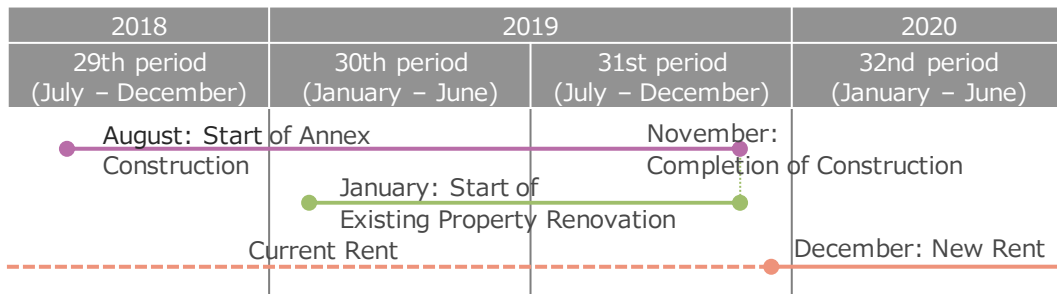 2018 2019 2020
29th period 30th period 31st period 32nd period
(July – December) (January – June) (July – December) (January – June)
August: Start of Annex
Construction
November:
Completion of Construction
January: Start of
Existing Property Renovation
Current Rent
December: New Rent